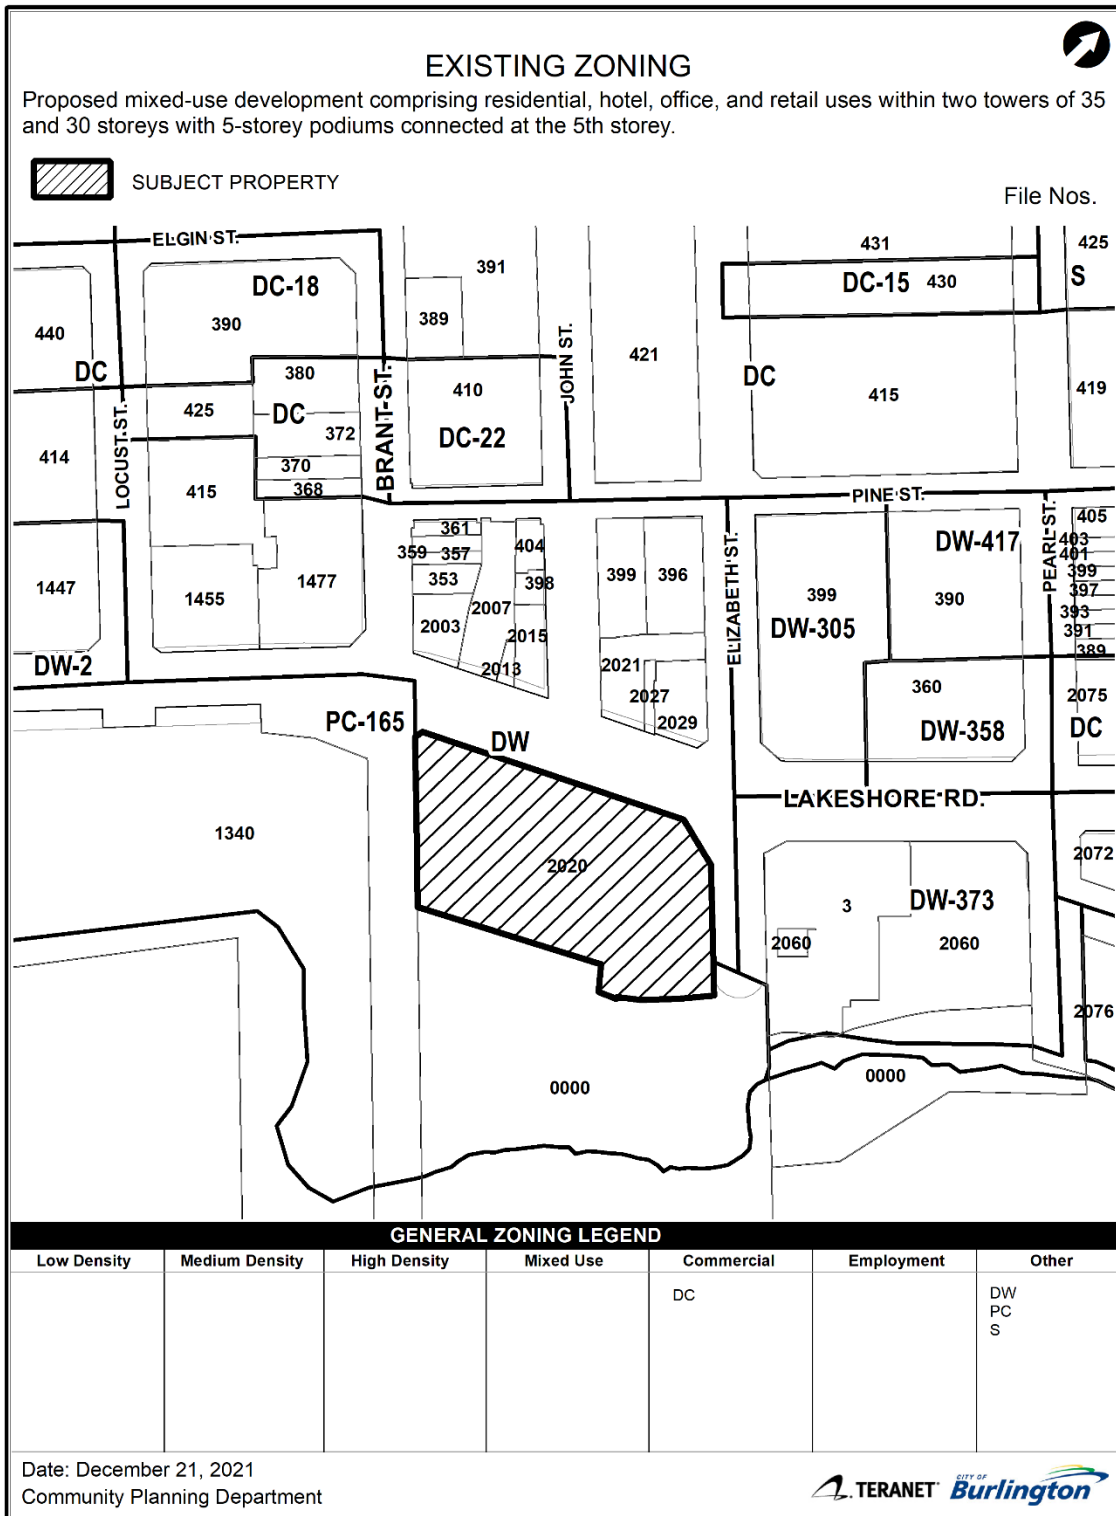 EXISTING ZONING
Proposed mixed-use development comprising residential, hotel, office, and retail uses within two towers of 35
and 30 storeys with 5-storey podiums connected at the 5th storey.
SUBJECT PROPERTY
File Nos.
ELGIN ST.
391
431
425
DC-18
DC-15 430
S
390
389
440
JOHN ST.
421
DC
380
410
DC
415
419
425
DC
372
BRANT ST.
DC-22
414
LOCUST ST.
370
415
368
PINE ST.
405
361
404
ELIZABETH ST.
DW-417
PEARL ST.
403
359 357
401
399
353
398
399
396
1447
1455
1477
399
390
397
2007
393
2003
2015
DW-305
391
389
DW-2
2013
2021
360
2075
2027
PC-165
2029
DW-358
DC
DW
LAKESHORE RD.
1340
2020
2072
3
DW-373
2060
2060
2076
0000
0000
GENERAL ZONING LEGEND
Low Density Medium Density High Density Mixed Use Commercial Employment Other
DC DW
PC
S
Date: December 21, 2021
Community Planning Department
TERANET
CITY OF
Burlington